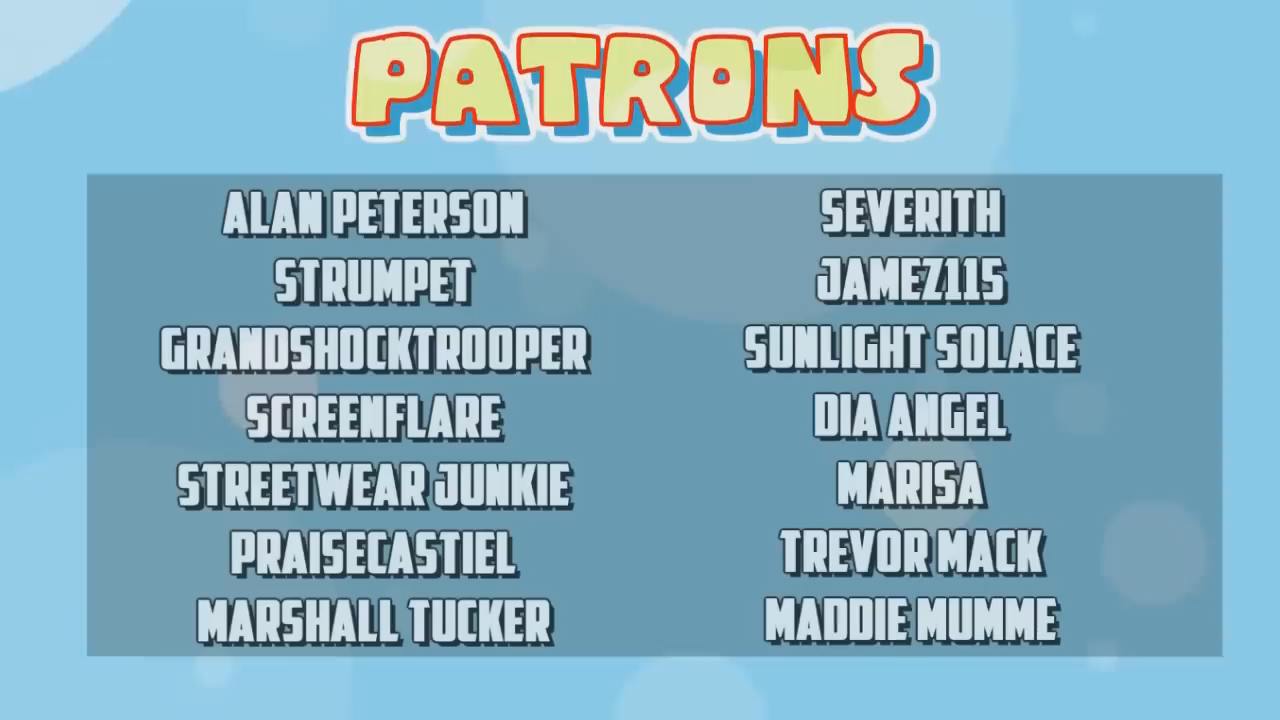 PATRONS
ALAN PETERSON
STRUMPET
GRANDSHOCKTROOPER
SCREENFLARE
STREETWEAR JUNKIE
PRAISECASTIEL
MARSHALL TUCKER
SEVERITH
JAMEZ115
SUNLIGHT SOLACE
DIA ANGEL
MARISA
TREVOR MACK
MADDIE MUMME